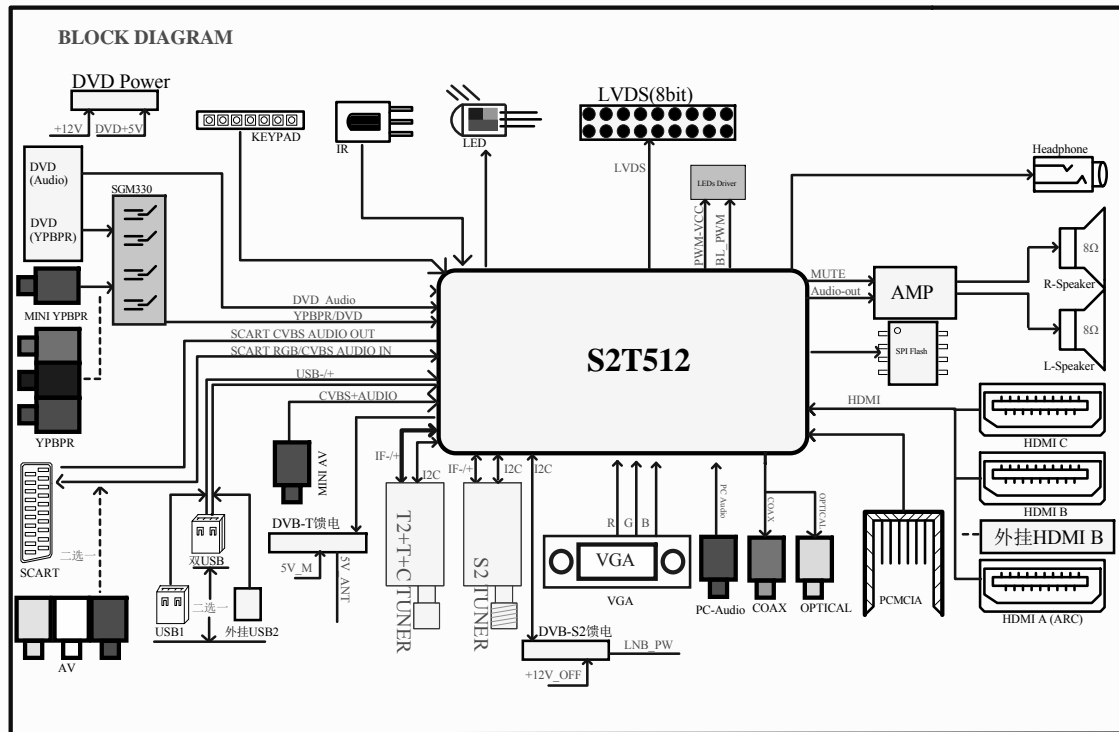 BLOCK DIAGRAM
DVD Power
+12V
DVD+5V
KEYPAD
IR
LED
LVDS(8bit)
LVDS
LEDs Driver
PWM-VCC
BL_PWM
Headphone
DVD
(Audio)
DVD
(YPBPR)
SGM330
MINI YPBPR
YPBPR
DVD_Audio
YPBPR/DVD
SCART CVBS AUDIO OUT
SCART RGB/CVBS AUDIO IN
USB-/+
CVBS+AUDIO
S2T512
MUTE
Audio-out
AMP
8Ω
R-Speaker
8Ω
L-Speaker
SPI Flash
HDMI
HDMI C
HDMI B
外挂HDMI B
HDMI A (ARC)
SCART
二选一
AV
双USB
二选一
USB1
外挂USB2
MINI AV
DVB-T馈电
5V_M
5V_ANT
IF-/+
I2C
T2+T+C TUNER
IF-/+
I2C
I2C
S2 TUNER
DVB-S2馈电
LNB_PW
+12V_OFF
R
G
B
VGA
VGA
PC Audio
COAX
OPTICAL
PC-Audio
COAX
OPTICAL
PCMCIA